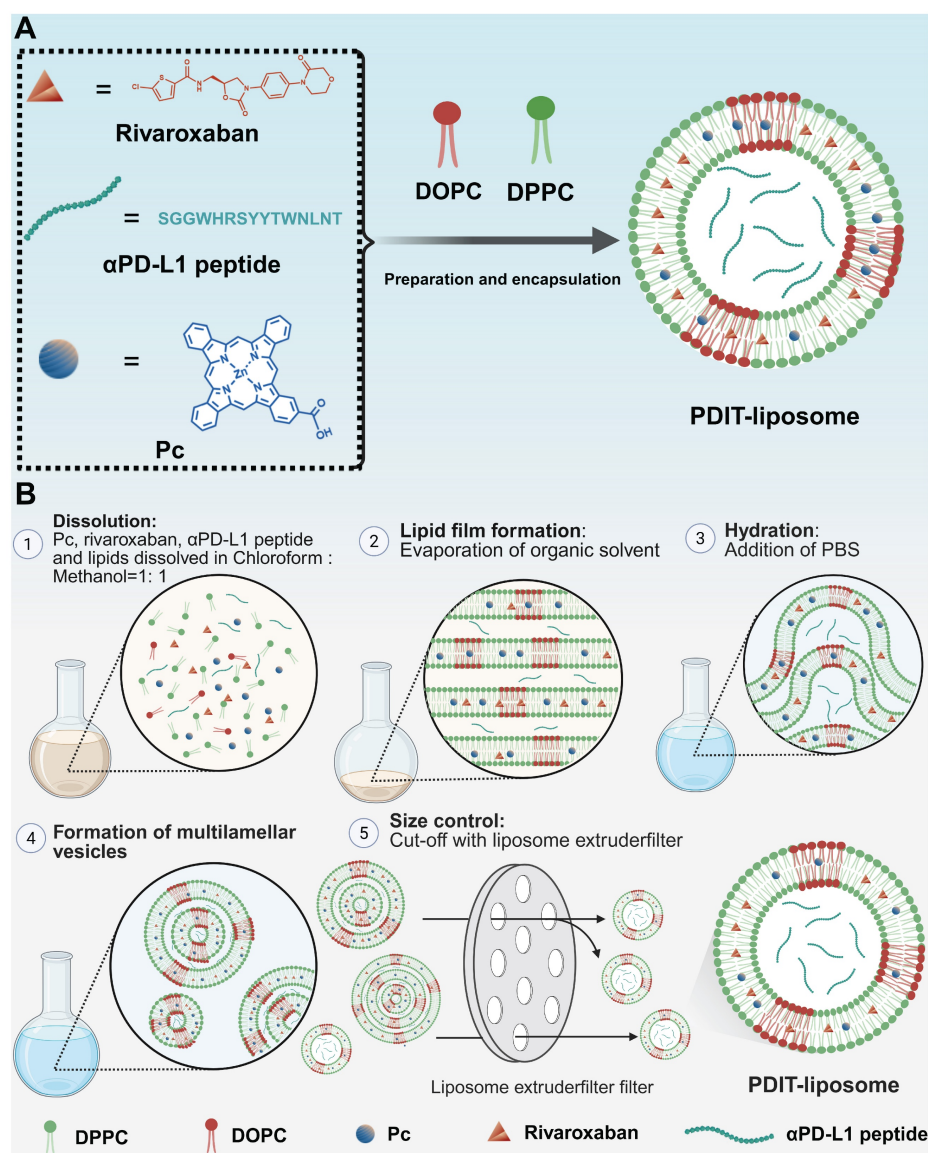 A
=
Cl
S
O
N
H
O
O
N
N
O
O
Rivaroxaban
DOPC
DPPC
=
SGGWHRSYYTWNLNT
αPD-L1 peptide
Preparation and encapsulation
=
N
N
Zn
N
N
O
OH
Pc
PDIT-liposome
B
1
Dissolution:
Pc, rivaroxaban, αPD-L1 peptide
and lipids dissolved in Chloroform :
Methanol=1: 1
2
Lipid film formation:
Evaporation of organic solvent
3
Hydration:
Addition of PBS
4
Formation of multilamellar
vesicles
5
Size control:
Cut-off with liposome extruderfilter
Liposome extruderfilter filter
PDIT-liposome
DPPC
DOPC
Pc
Rivaroxaban
αPD-L1 peptide